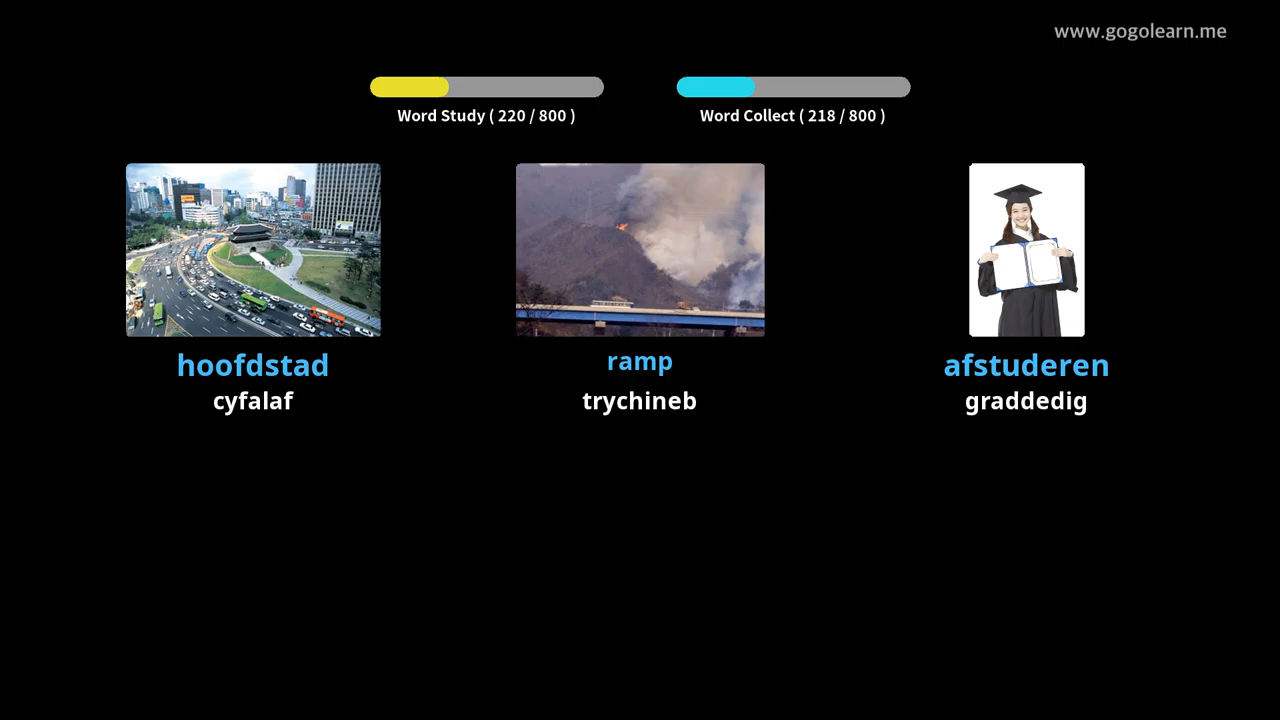 www.gogolearn.me
Word Study ( 220 / 800 )
Word Collect ( 218 / 800 )
hoofdstad
cyfalaf
ramp
trychineb
afstuderen
graddedig